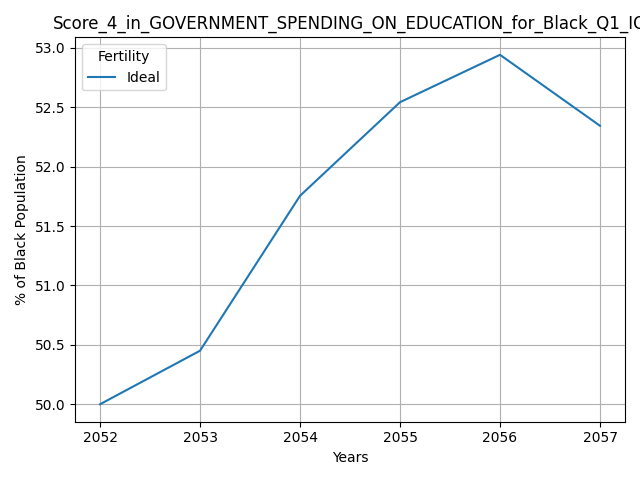 Score_4_in_GOVERNMENT_SPENDING_ON_EDUCATION_for_Black_Q1_IC
Fertility
Ideal
53.0
52.5
52.0
51.5
51.0
50.5
50.0
% of Black Population
2052 2053 2054 2055 2056 2057
Years